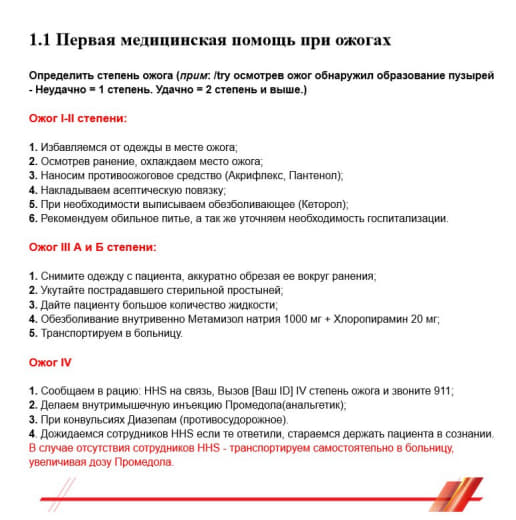 1.1 Первая медицинская помощь при ожогах
Определить степень ожога (прим: /try осмотрев ожог обнаружил образование пузырей
- Неудачно = 1 степень. Удачно = 2 степень и выше.)
Ожог I-II степени:
1. Избавляемся от одежды в месте ожога;
2. Осмотрев ранение, охлаждаем место ожога;
3. Наносим противоожоговое средство (Акрифлекс, Пантенол);
4. Накладываем асептическую повязку;
5. При необходимости выписываем обезболивающее (Кеторол);
6. Рекомендуем обильное питье, а так же уточняем необходимость госпитализации.
Ожог III А и Б степени:
1. Снимите одежду с пациента, аккуратно обрезая ее вокруг ранения;
2. Укутайте пострадавшего стерильной простыней;
3. Дайте пациенту большое количество жидкости;
4. Обезболивание внутривенно Метамизол натрия 1000 мг + Хлоропирамин 20 мг;
5. Транспортируем в больницу.
Ожог IV
1. Сообщаем в рацию: HHS на связь, Вызов [Ваш ID] IV степень ожога и звоните 911;
2. Делаем внутримышечную инъекцию Промедола(анальгетик);
3. При конвульсиях Диазепам (противосудорожное).
4. Дожидаемся сотрудников HHS если те ответили, стараемся держать пациента в сознании.
В случае отсутствия сотрудников HHS - транспортируем самостоятельно в больницу,
увеличивая дозу Промедола.